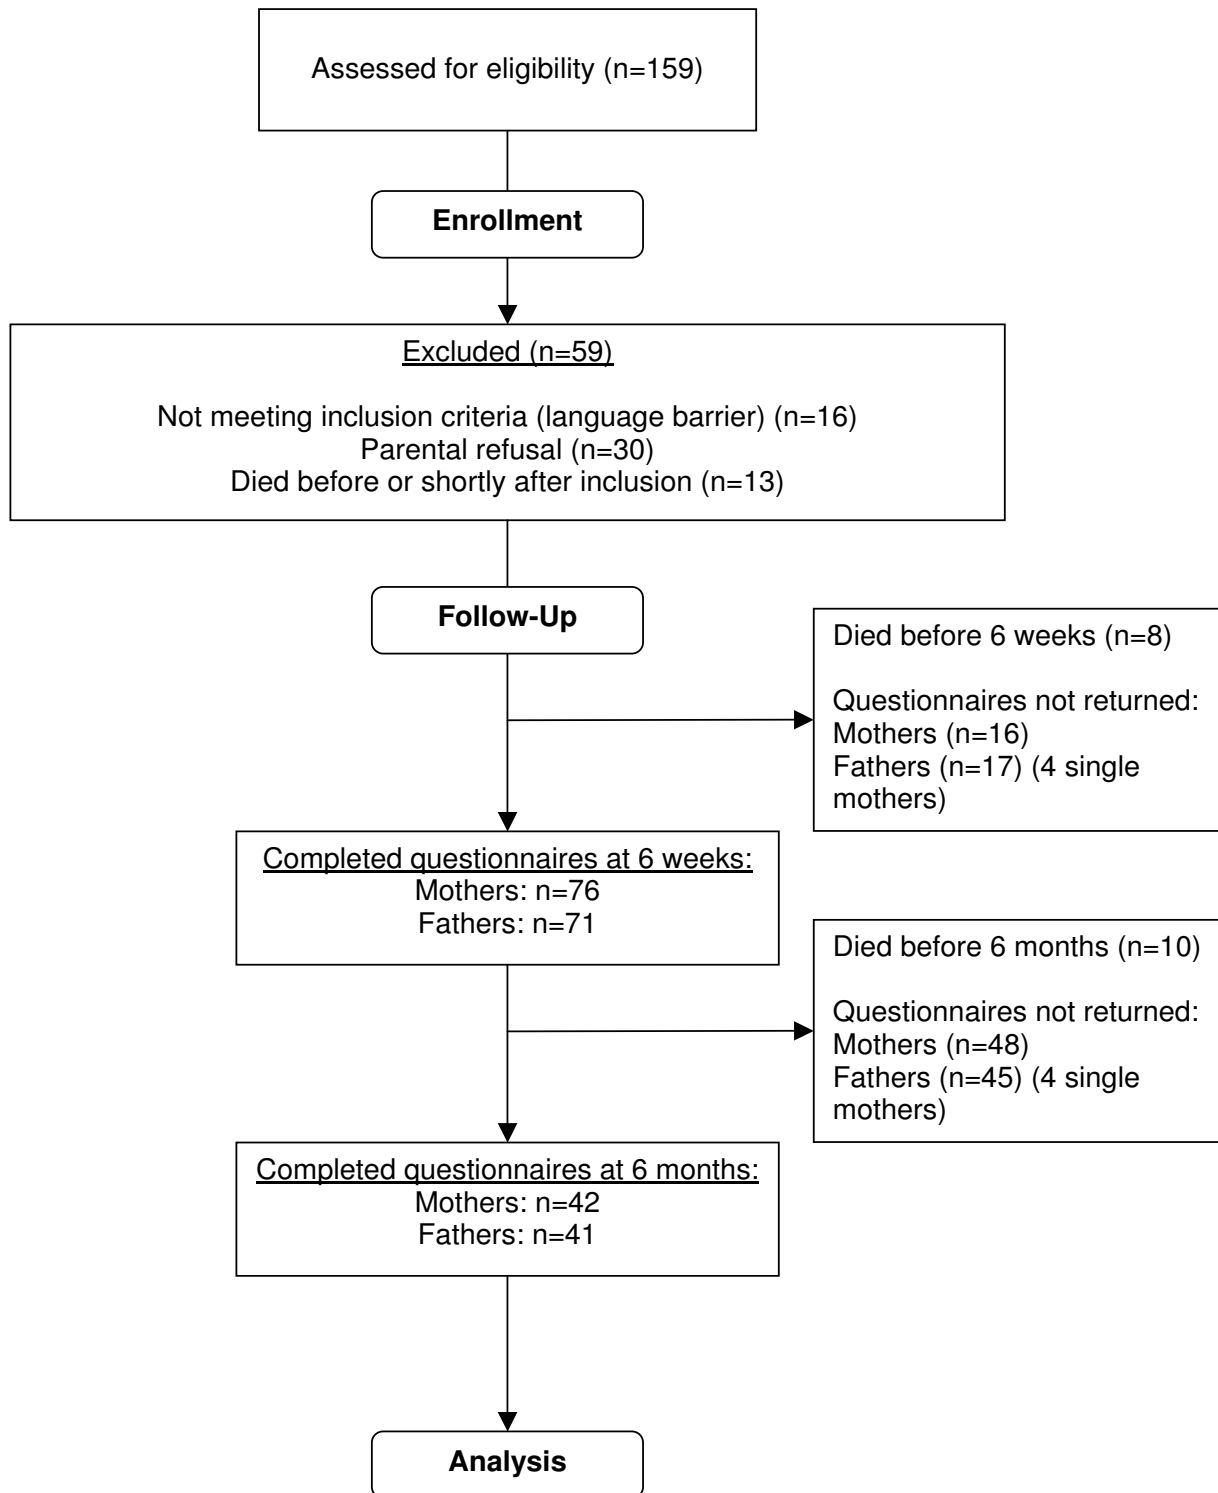 Assessed for eligibility (n=159)
Enrollment
Excluded (n=59)
Not meeting inclusion criteria (language barrier) (n=16)
Parental refusal (n=30)
Died before or shortly after inclusion (n=13)
Follow-Up
Died before 6 weeks (n=8)
Questionnaires not returned:
Mothers (n=16)
Fathers (n=17) (4 single
mothers)
Completed questionnaires at 6 weeks:
Mothers: n=76
Fathers: n=71
Died before 6 months (n=10)
Questionnaires not returned:
Mothers (n=48)
Fathers (n=45) (4 single
mothers)
Completed questionnaires at 6 months:
Mothers: n=42
Fathers: n=41
Analysis